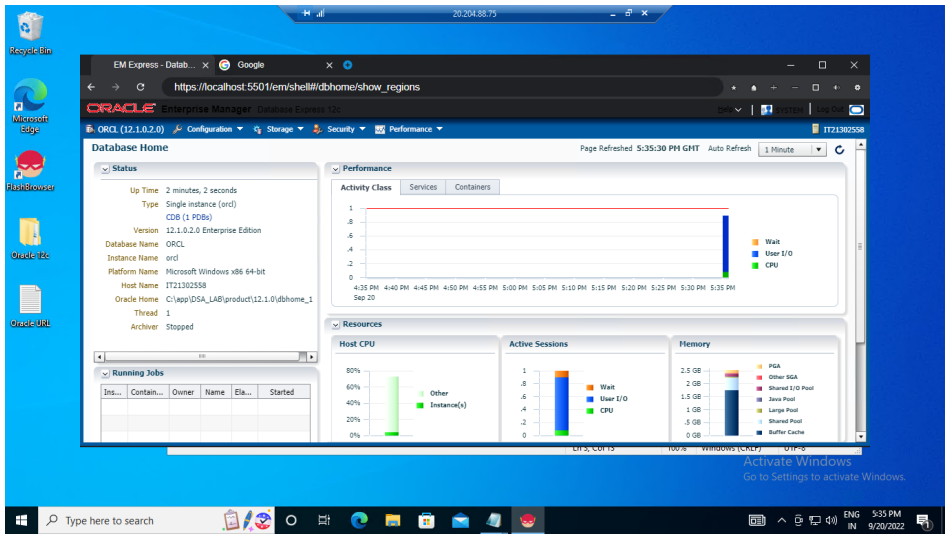 20.204.88.75
Recycle Bin
Microsoft Edge
FlashBrowser
Oracle 12c
Oracle URL
EM Express - Datab...
Google
https://localhost:5501/em/shell#/dbhome/show_regions
ORACLE Enterprise Manager Database Express 12c
Help
SYSTEM
Log Out
ORCL (12.1.0.2.0)
Configuration
Storage
Security
Performance
IT21302558
Database Home
Page Refreshed 5:35:30 PM GMT
Auto Refresh
1 Minute
Status
Up Time 2 minutes, 2 seconds
Type Single instance (orcl)
CDB (1 PDBs)
Version 12.1.0.2.0 Enterprise Edition
Database Name ORCL
Instance Name orcl
Platform Name Microsoft Windows x86 64-bit
Host Name IT21302558
Oracle Home C:\app\DSA_LAB\product\12.1.0\dbhome_1
Thread 1
Archiver Stopped
Running Jobs
Ins... Contain... Owner Name Ela... Started
Performance
Activity Class Services Containers
1
.8
.6
.4
.2
0
4:35 PM 4:40 PM 4:45 PM 4:50 PM 4:55 PM 5:00 PM 5:05 PM 5:10 PM 5:15 PM 5:20 PM 5:25 PM 5:30 PM 5:35 PM
Sep 20
Wait
User I/O
CPU
Resources
Host CPU
80%
60%
40%
20%
0%
Other
Instance(s)
Active Sessions
1
.8
.6
.4
.2
0
Wait
User I/O
CPU
Memory
2.5 GB
2 GB
1.5 GB
1 GB
.5 GB
0 GB
PGA
Other SGA
Shared I/O Pool
Java Pool
Large Pool
Shared Pool
Buffer Cache
100%
Windows (CRLF)
UTF-8
Activate Windows
Go to Settings to activate Windows.
Type here to search
ENG
IN
5:35 PM
9/20/2022
1